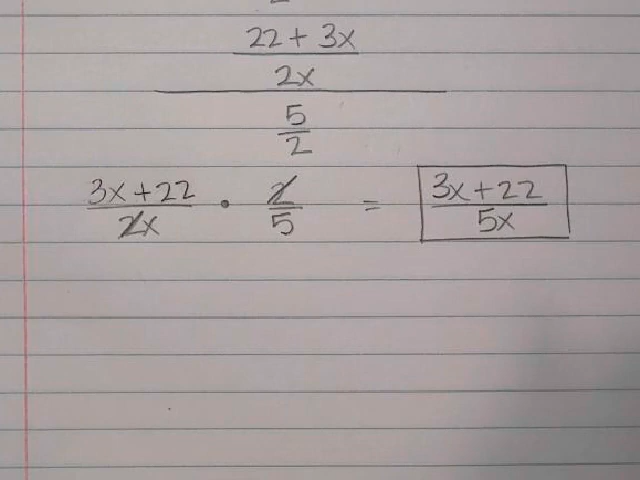 22 + 3x
2x
5
2
3x + 22 / 2x • 2 / 5 = 3x + 22 / 5x